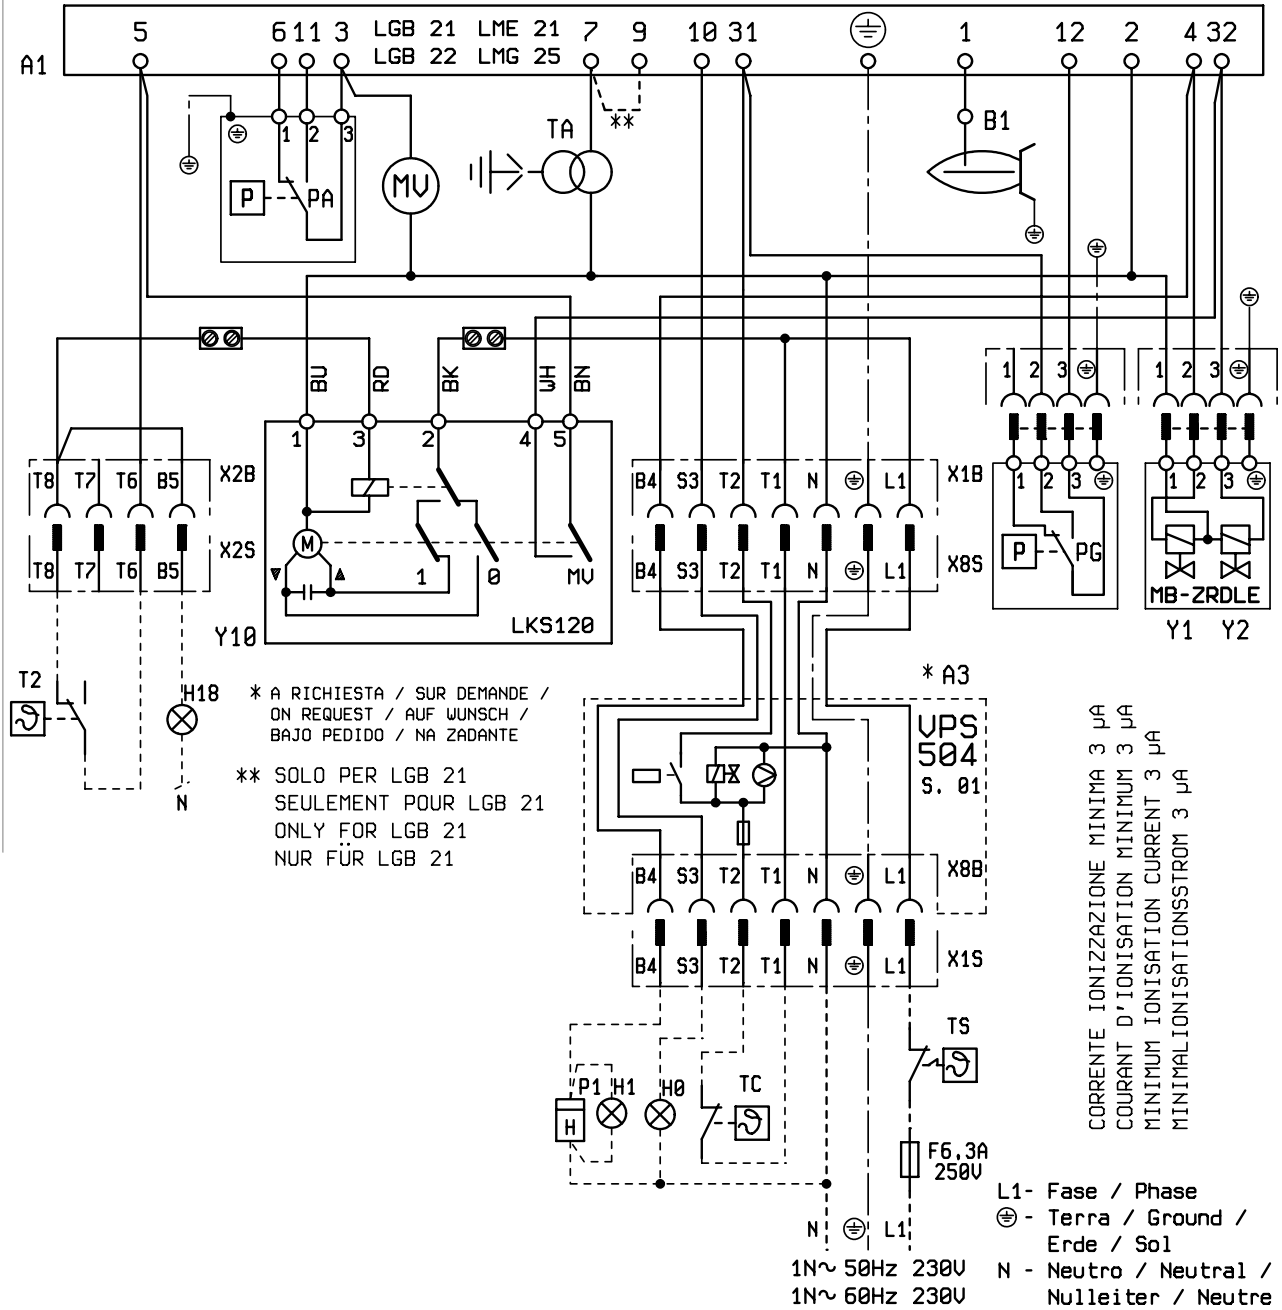 5 6 11 3 LGB 21 LME 21 7 9 10 31 1 12 2 4 32
LGB 22 LMG 25
A1
**
TA
B1
1 2 3
MV
P
PA
BU
RD
BK
WH
BN
1 3 2 4 5
1 2 3
1 2 3
T8 T7 T6 B5
X2B
B4 S3 T2 T1 N L1
X1B
1 2 3
1 2 3
X2S
T8 T7 T6 B5
M
1 0 MV
B4 S3 T2 T1 N L1
X8S
P
PG
MB-ZRDLE
Y10
LKS120
Y1 Y2
T2
H18
N
* A RICHIESTA / SUR DEMANDE /
ON REQUEST / AUF WUNSCH /
BAJO PEDIDO / NA ZADANTE
** SOLO PER LGB 21
SEULEMENT POUR LGB 21
ONLY FOR LGB 21
NUR FÜR LGB 21
* A3
VPS
504
S. 01
B4 S3 T2 T1 N L1
X8B
B4 S3 T2 T1 N L1
X1S
CORRENTE IONIZZAZIONE MINIMA 3 µA
COURANT D'IONISATION MINIMUM 3 µA
MINIMUM IONISATION CURRENT 3 µA
MINIMALIONISATIONSSTROM 3 µA
P1 H1 H0
H
TC
TS
F6,3A
250V
N L1
1N~ 50Hz 230V
1N~ 60Hz 230V
L1- Fase / Phase
- Terra / Ground /
Erde / Sol
N - Neutro / Neutral /
Nulleiter / Neutre